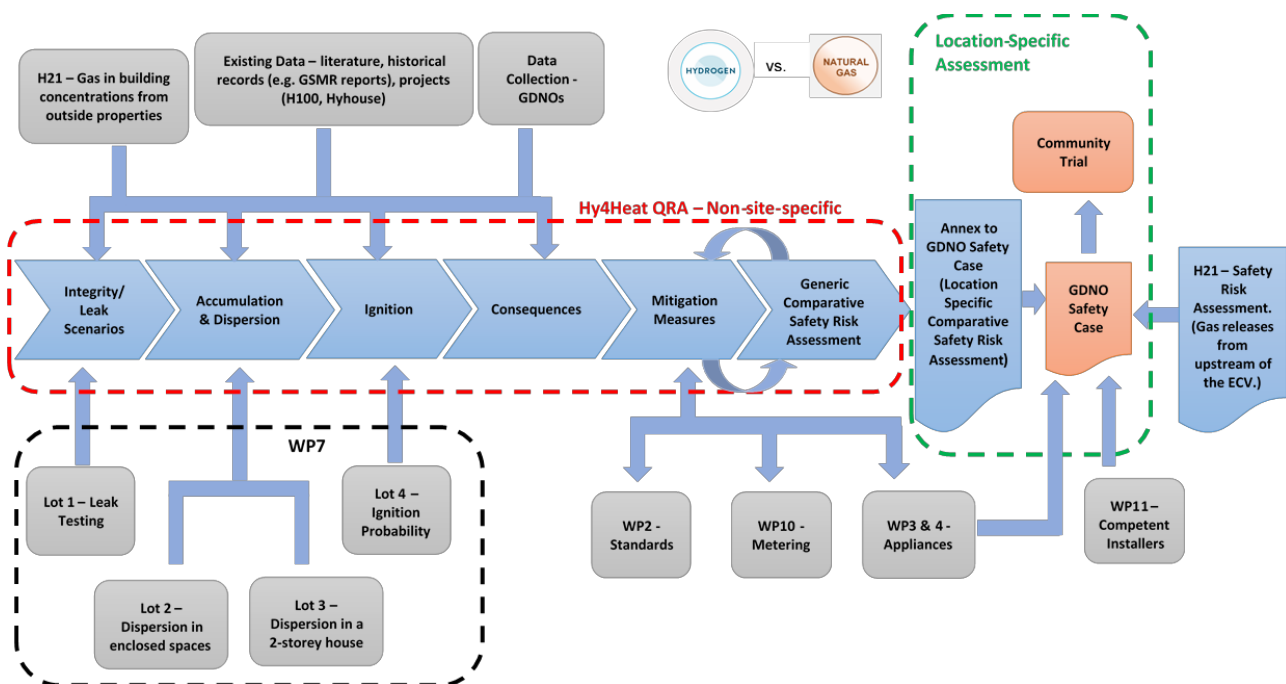 H21 – Gas in building
concentrations from
outside properties
Existing Data – literature, historical
records (e.g. GSMR reports), projects
(H100, Hyhouse)
Data
Collection -
GDNOs
HYDROGEN
vs.
NATURAL
GAS
Location-Specific
Assessment
Community
Trial
Hy4Heat QRA – Non-site-specific
Integrity/
Leak
Scenarios
Accumulation
& Dispersion
Ignition
Consequences
Mitigation
Measures
Generic
Comparative
Safety Risk
Assessment
Annex to
GDNO Safety
Case
(Location
Specific
Comparative
Safety Risk
Assessment)
GDNO
Safety
Case
H21 – Safety
Risk
Assessment.
(Gas releases
from
upstream of
the ECV.)
WP7
Lot 1 – Leak
Testing
Lot 4 –
Ignition
Probability
Lot 2 –
Dispersion in
enclosed spaces
Lot 3 –
Dispersion in a
2-storey house
WP2 -
Standards
WP10 -
Metering
WP3 & 4 -
Appliances
WP11 –
Competent
Installers